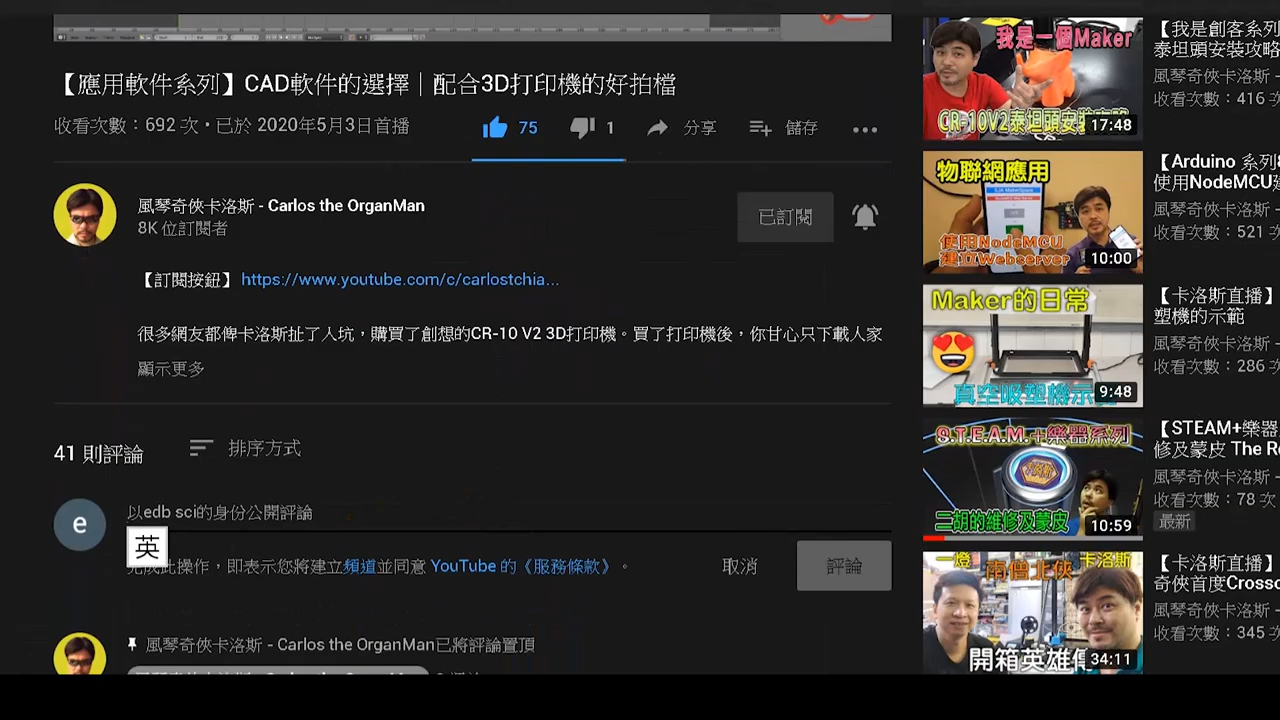 【應用軟件系列】CAD軟件的選擇｜配合3D打印機的好拍檔
收看次數：692 次•已於 2020年5月3日首播
75
1
分享
儲存
風琴奇俠卡洛斯 - Carlos the OrganMan
8K 位訂閱者
已訂閱
【訂閱按鈕】 https://www.youtube.com/c/carlostchia...
很多網友都俾卡洛斯扯了人坑，購買了創想的CR-10 V2 3D打印機。買了打印機後，你甘心只下載人家
顯示更多
41 則評論
排序方式
e
以edb sci的身份公開評論
英
成此操作，即表示您將建立頻道並同意 YouTube 的《服務條款》。
取消
評論
風琴奇俠卡洛斯 - Carlos the OrganMan已將評論置頂
我是一個Maker
CR-10V2泰坦頭安裝
17:48
【我是創客系列
泰坦頭安裝攻略
風琴奇俠卡洛斯 -
收看次數：416
物聯網應用
使用NodeMCU
建立Webserver
10:00
【Arduino 系列
使用NodeMCU
風琴奇俠卡洛斯 -
收看次數：521
Maker的日常
真空吸塑機示
9:48
【卡洛斯直播】
塑機的示範
風琴奇俠卡洛斯 -
收看次數：286
S.T.E.A.M.+樂器系列
二胡的維修及蒙皮
10:59
【STEAM+樂器
修及蒙皮 The Re
風琴奇俠卡洛斯 -
收看次數：78 次
最新
一燈
南僧北俠
卡洛斯
開箱英雄傳
34:11
【卡洛斯直播】
奇俠首度Crosso
風琴奇俠卡洛斯 -
收看次數：345